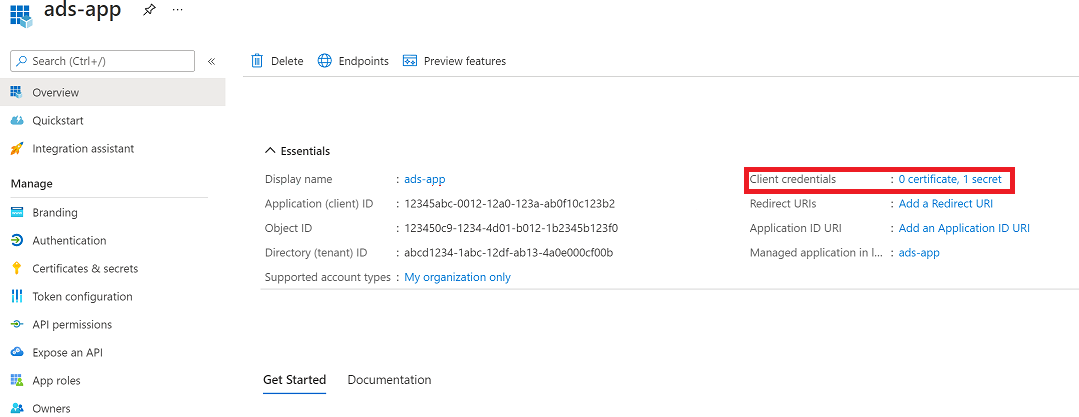 ads-app
Search (Ctrl+/)
«
Overview
Quickstart
Integration assistant
Manage
Branding
Authentication
Certificates & secrets
Token configuration
API permissions
Expose an API
App roles
Owners
Delete Endpoints Preview features
Essentials
Display name : ads-app
Application (client) ID : 12345abc-0012-12a0-123a-ab0f10c123b2
Object ID : 123450c9-1234-4d01-b012-1b2345b123f0
Directory (tenant) ID : abcd1234-1abc-12df-ab13-4a0e000cf00b
Supported account types : My organization only
Client credentials : 0 certificate, 1 secret
Redirect URIs : Add a Redirect URI
Application ID URI : Add an Application ID URI
Managed application in l... : ads-app
Get Started Documentation